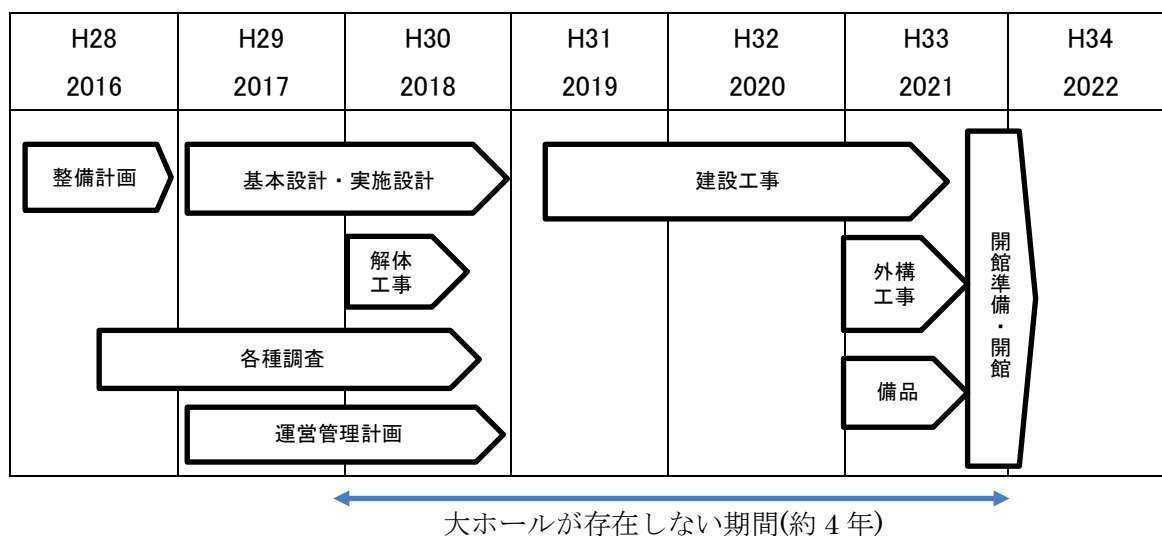 H28 H29 H30 H31 H32 H33 H34
2016 2017 2018 2019 2020 2021 2022
整備計画
基本設計・実施設計
建設工事
解体
工事
外構
工事
開館準備・開館
各種調査
備品
運営管理計画
大ホールが存在しない期間(約 4 年)